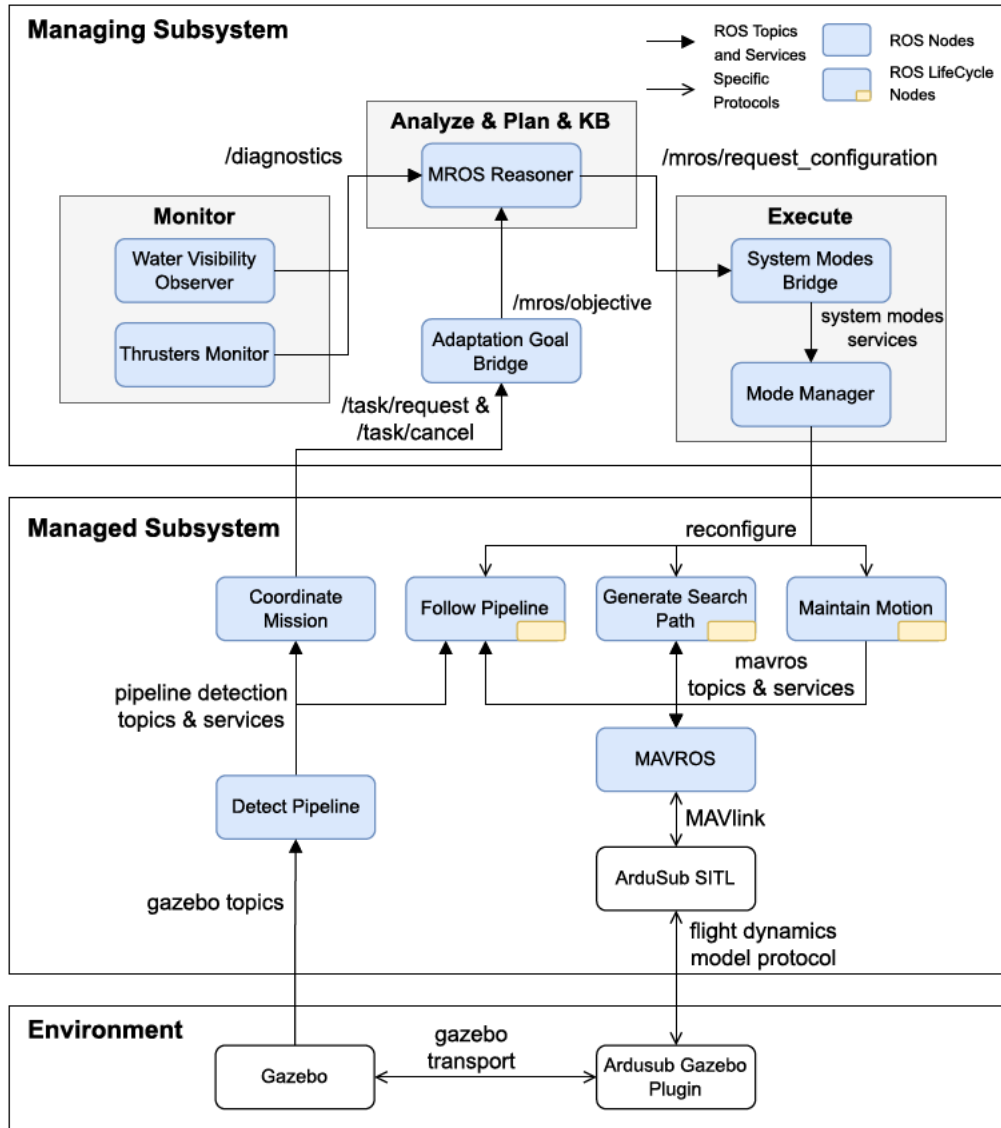 Managing Subsystem
ROS Topics
and Services
Specific
Protocols
ROS Nodes
ROS LifeCycle
Nodes
Analyze & Plan & KB
MROS Reasoner
/diagnostics
/mros/request_configuration
Monitor
Water Visibility
Observer
Thrusters Monitor
/mros/objective
Adaptation Goal
Bridge
/task/request &
/task/cancel
Execute
System Modes
Bridge
system modes
services
Mode Manager
Managed Subsystem
reconfigure
Coordinate
Mission
Follow Pipeline
Generate Search
Path
Maintain Motion
pipeline detection
topics & services
mavros
topics & services
MAVROS
Detect Pipeline
MAVlink
ArduSub SITL
gazebo topics
flight dynamics
model protocol
Environment
Gazebo
gazebo
transport
Ardusub Gazebo
Plugin